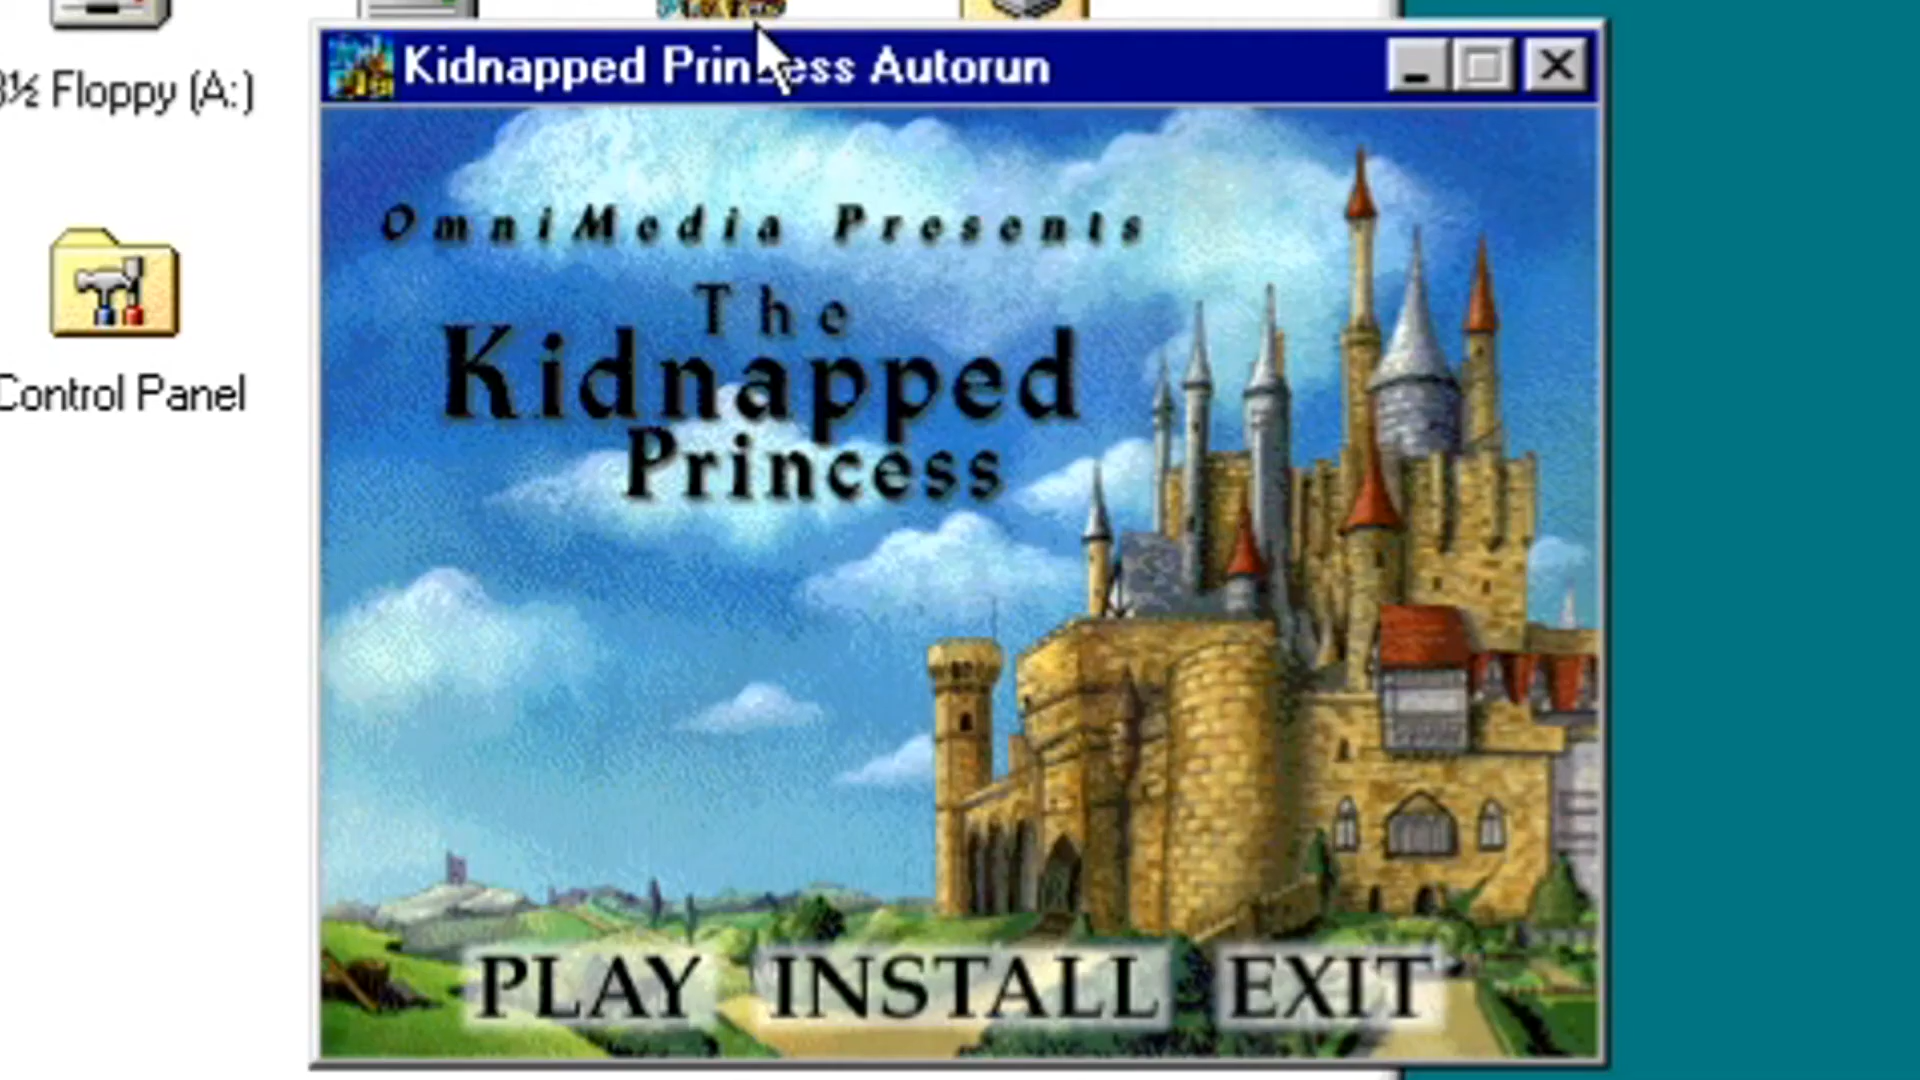 3½ Floppy (A:)
Kidnapped Princess Autorun
OmniMedia Presents
The
Kidnapped
Princess
Control Panel
PLAY INSTALL EXIT